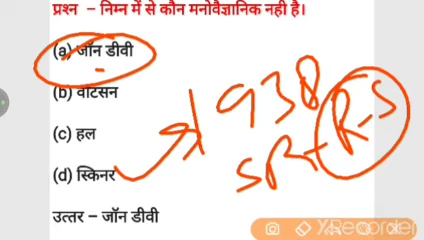 प्रश्न – निम्न में से कौन मनोवैज्ञानिक नही है।
(a) जॉन डीवी
(b) वाटसन
(c) हल
(d) स्किनर
1938
SR – R-S
उत्तर – जॉन डीवी
XRecorder